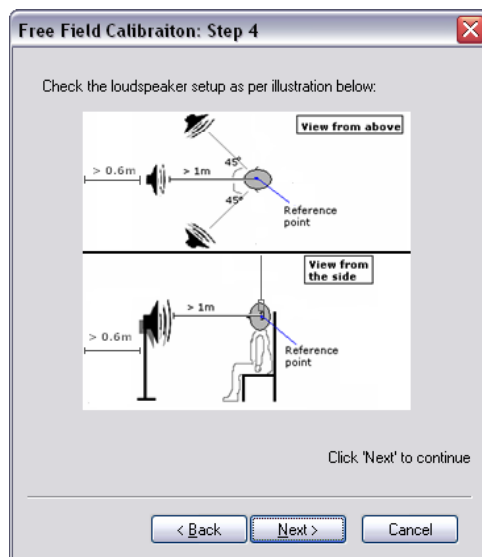 Free Field Calibraiton: Step 4
Check the loudspeaker setup as per illustration below:
View from above
45°
> 0.6m
> 1m
45°
Reference
point
View from
the side
> 1m
> 0.6m
Reference
point
Click 'Next' to continue
< Back
Next >
Cancel